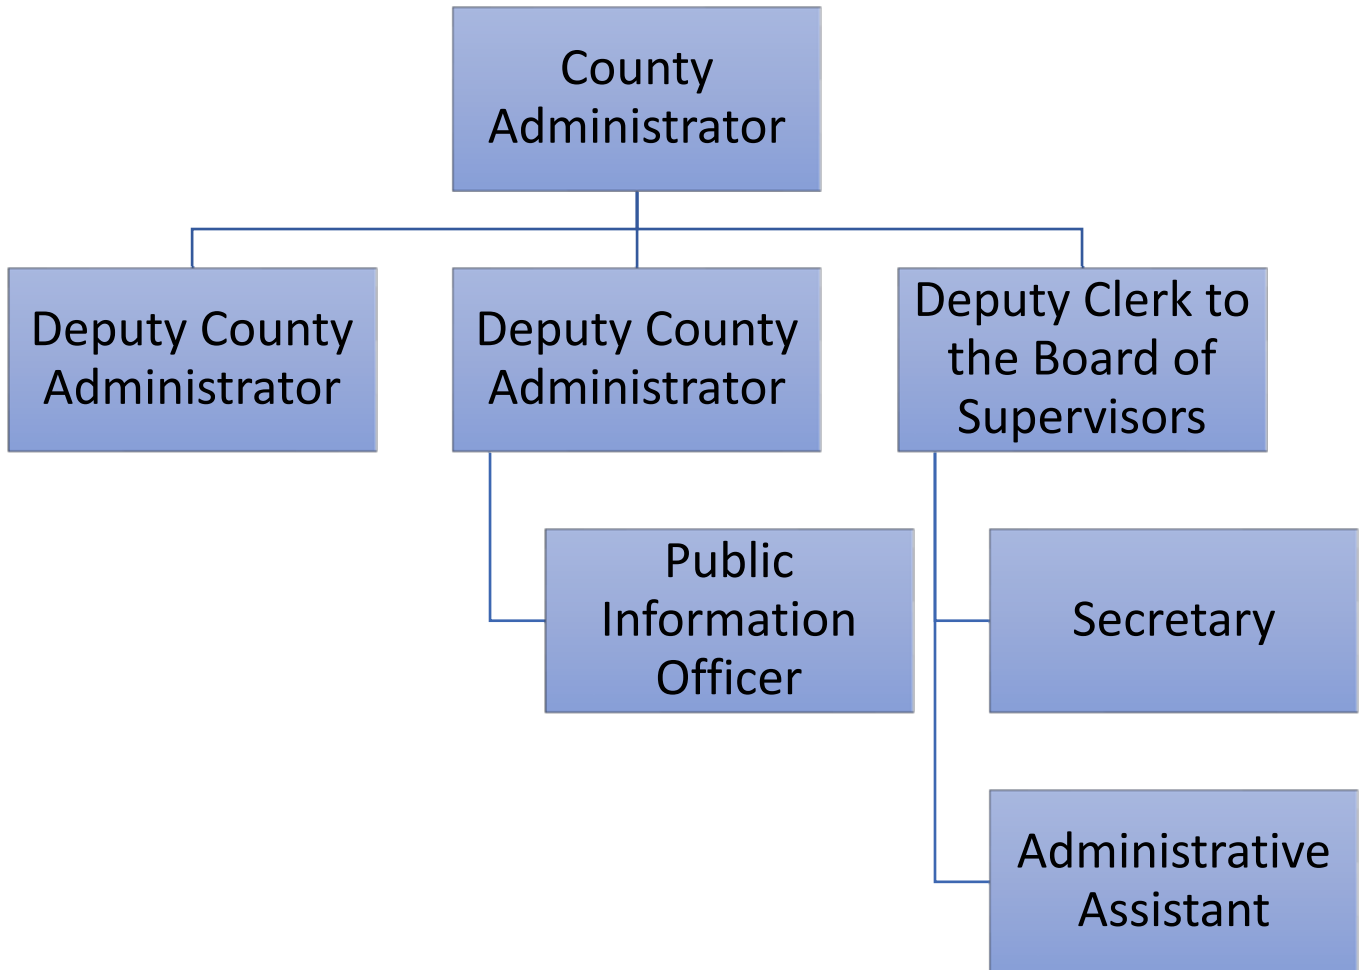 County
Administrator
Deputy County
Administrator
Deputy County
Administrator
Deputy Clerk to
the Board of
Supervisors
Public
Information
Officer
Secretary
Administrative
Assistant